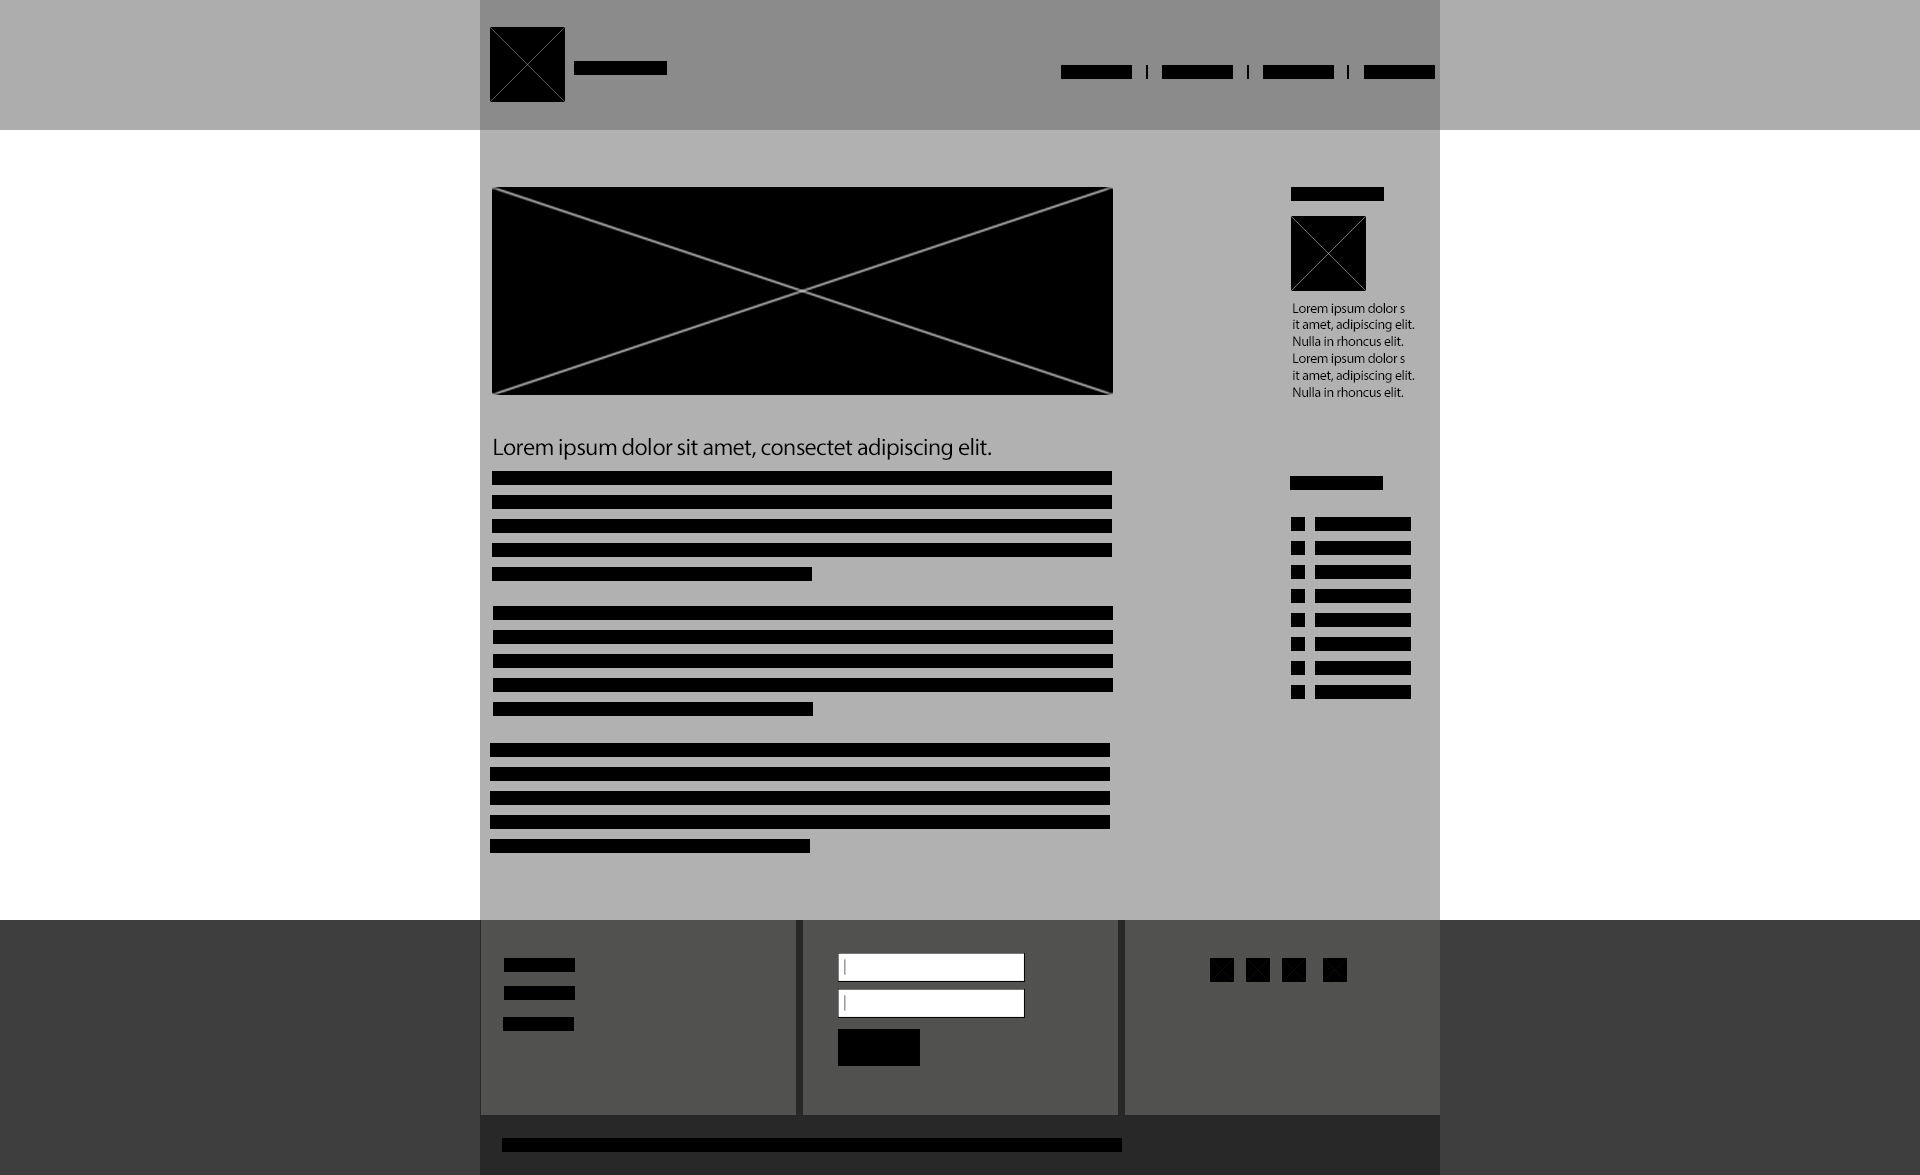 Lorem ipsum dolor s
it amet, adipiscing elit.
Nulla in rhoncus elit.
Lorem ipsum dolor s
it amet, adipiscing elit.
Nulla in rhoncus elit.
Lorem ipsum dolor sit amet, consectet adipiscing elit.